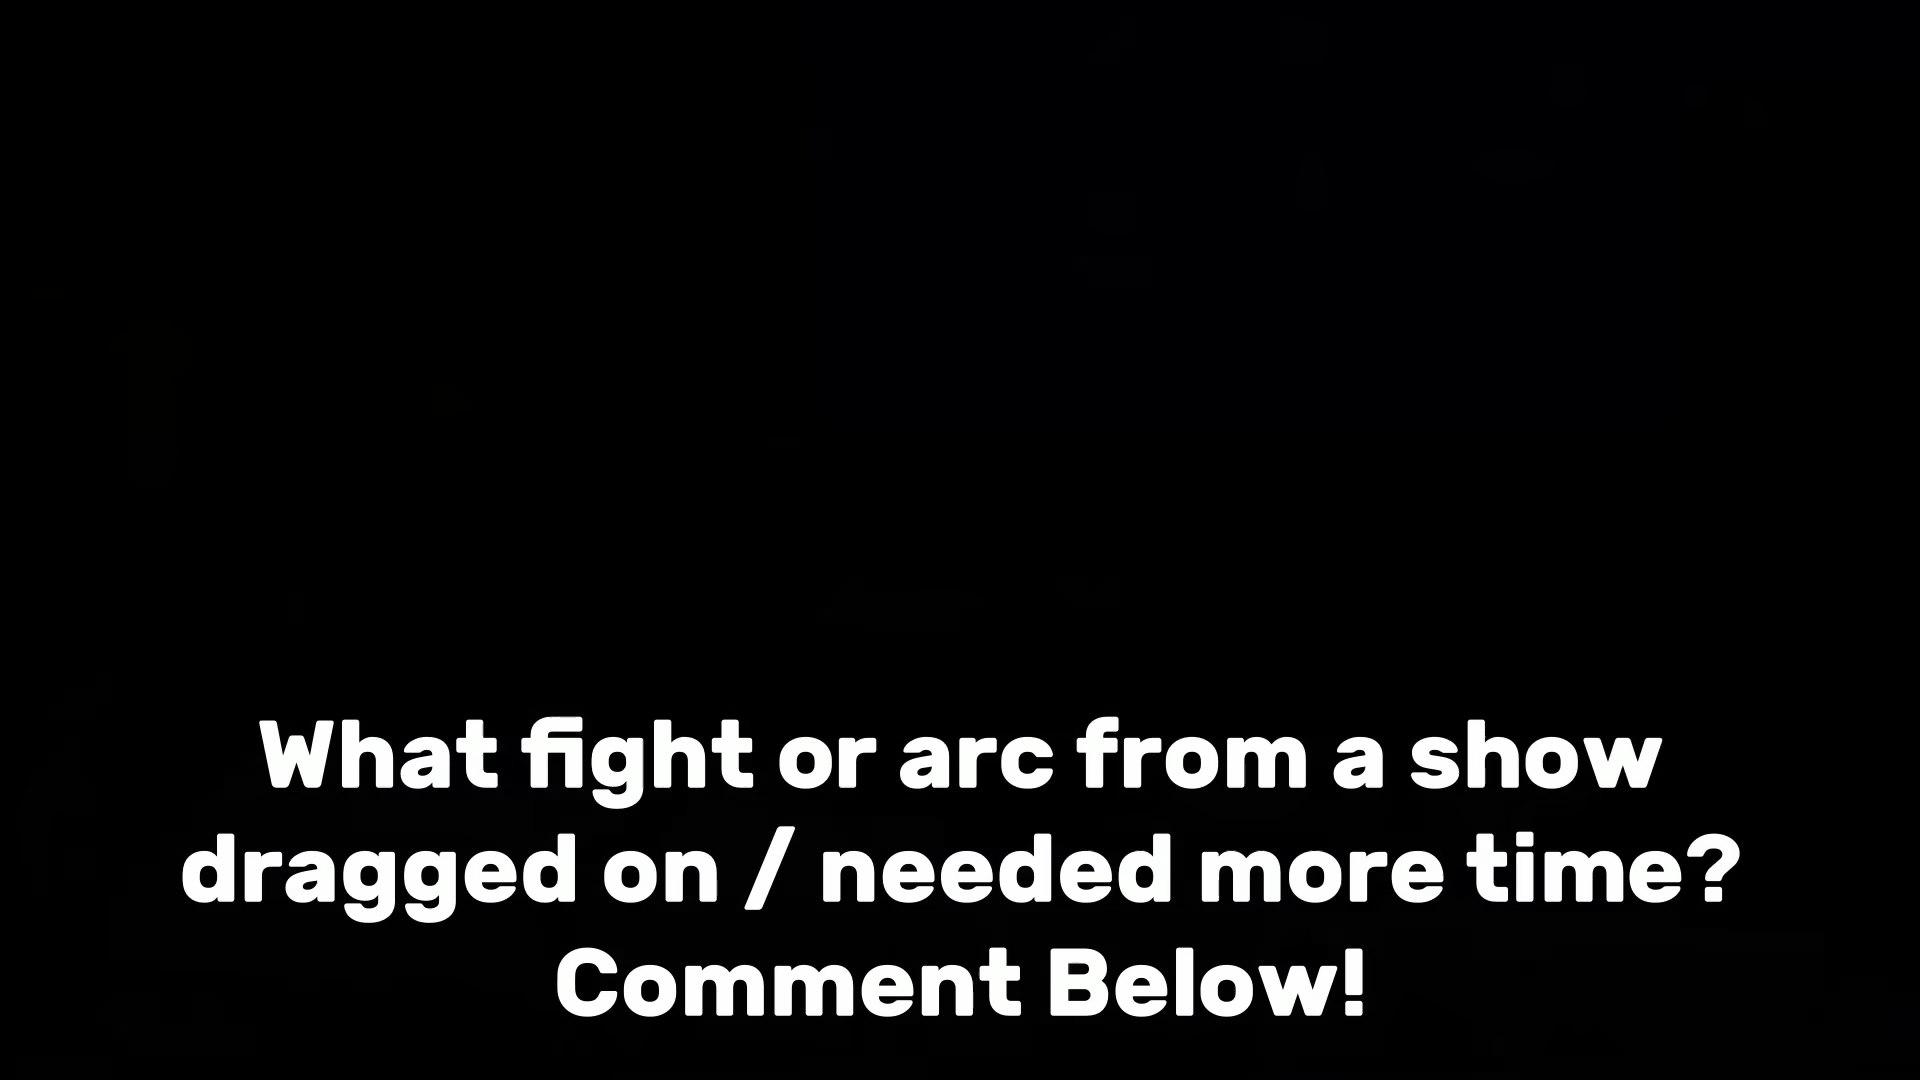 What fight or arc from a show
dragged on / needed more time?
Comment Below!